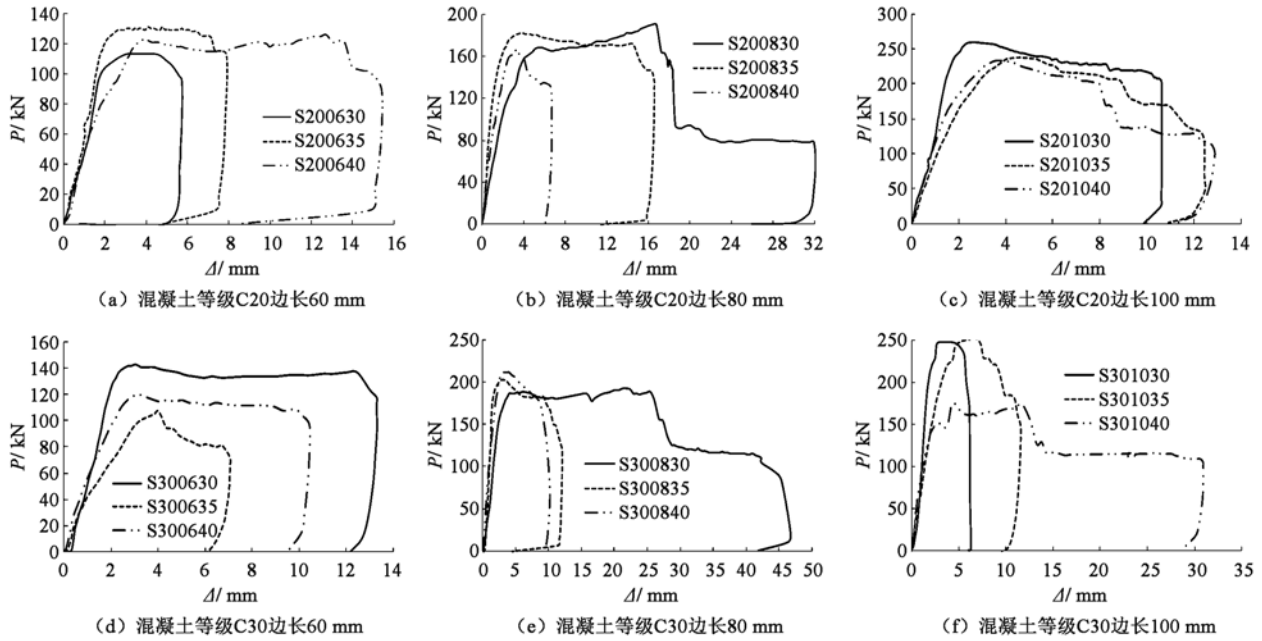 140
120
100
80
60
40
20
0
P/ kN
S200630
S200635
S200640
0 2 4 6 8 10 12 14 16
Δ/ mm
（a）混凝土等级C20边长60 mm
200
160
120
80
40
0
P/ kN
S200830
S200835
S200840
0 4 8 12 16 20 24 28 32
Δ/ mm
（b）混凝土等级C20边长80 mm
300
250
200
150
100
50
0
P/ kN
S201030
S201035
S201040
0 2 4 6 8 10 12 14
Δ/ mm
（c）混凝土等级C20边长100 mm
160
140
120
100
80
60
40
20
0
P/ kN
S300630
S300635
S300640
0 2 4 6 8 10 12 14
Δ/ mm
（d）混凝土等级C30边长60 mm
250
200
150
100
50
0
P/ kN
S300830
S300835
S300840
0 5 10 15 20 25 30 35 40 45 50
Δ/ mm
（e）混凝土等级C30边长80 mm
250
200
150
100
50
0
P/ kN
S301030
S301035
S301040
0 5 10 15 20 25 30 35
Δ/ mm
（f）混凝土等级C30边长100 mm